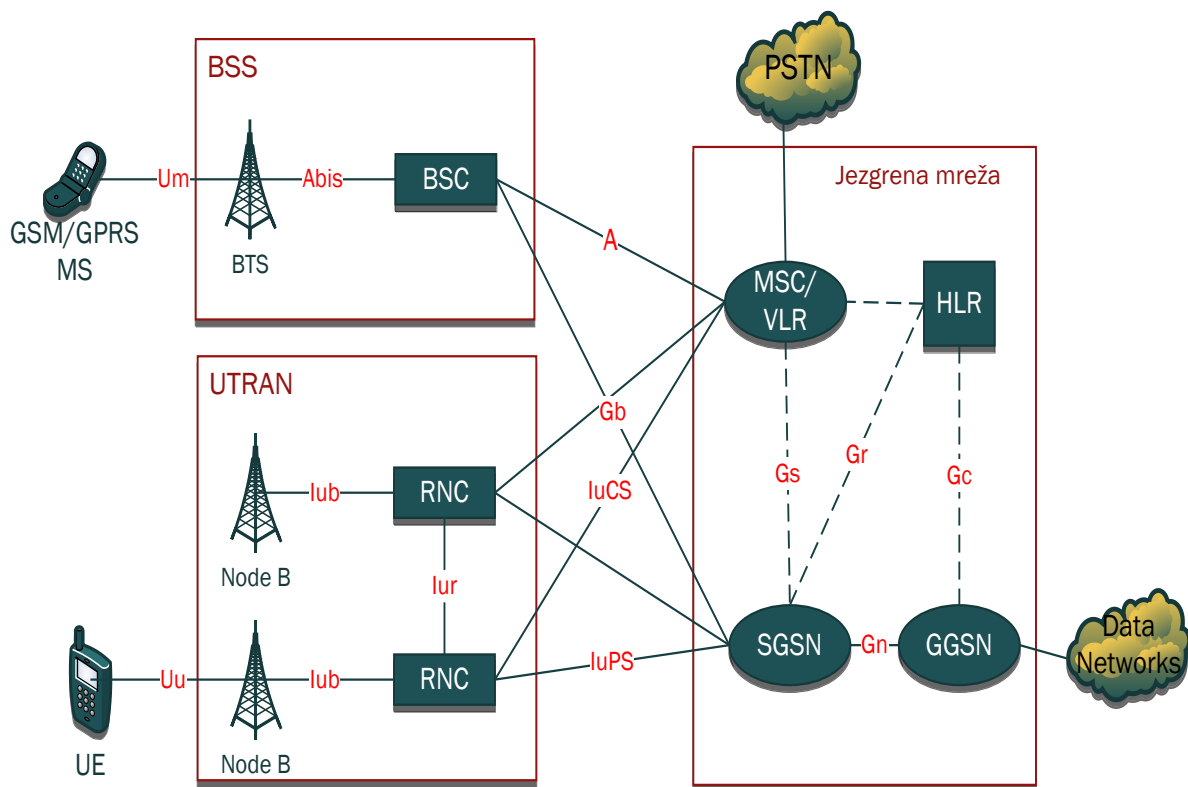 PSTN
BSS
Jezgrena mreža
Um
Abis
BSC
GSM/GPRS
MS
BTS
A
MSC/
VLR
HLR
UTRAN
Gb
Gs
Gr
Gc
Iub
RNC
IuCS
Node B
Iur
Uu
Iub
RNC
IuPS
SGSN
Gn
GGSN
Data
Networks
UE
Node B